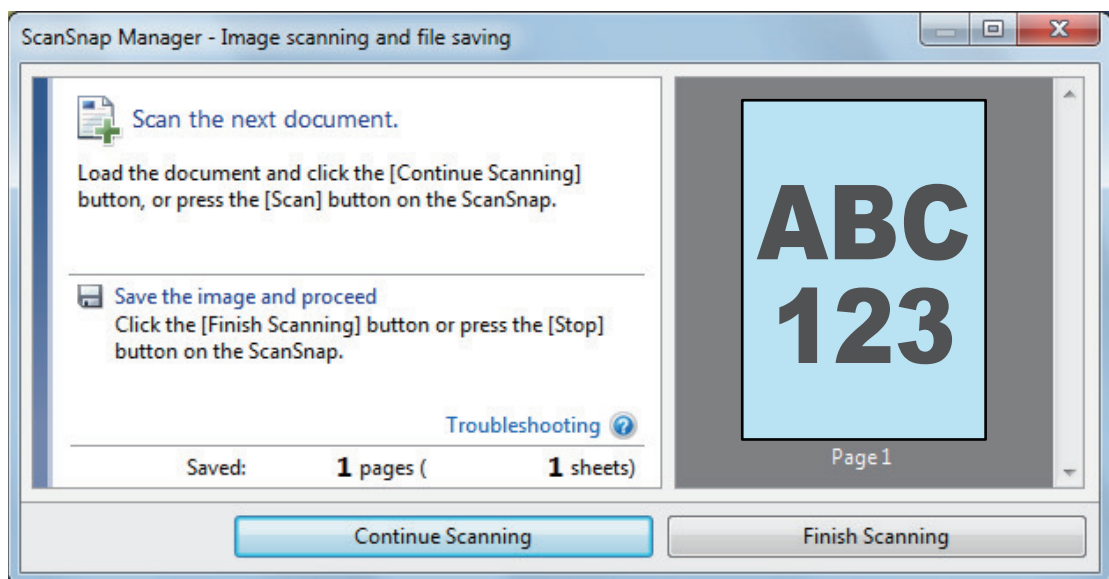 ScanSnap Manager - Image scanning and file saving
Scan the next document.
Load the document and click the [Continue Scanning]
button, or press the [Scan] button on the ScanSnap.
Save the image and proceed
Click the [Finish Scanning] button or press the [Stop]
button on the ScanSnap.
Troubleshooting ?
Saved: 1 pages ( 1 sheets)
ABC
123
Page 1
Continue Scanning
Finish Scanning